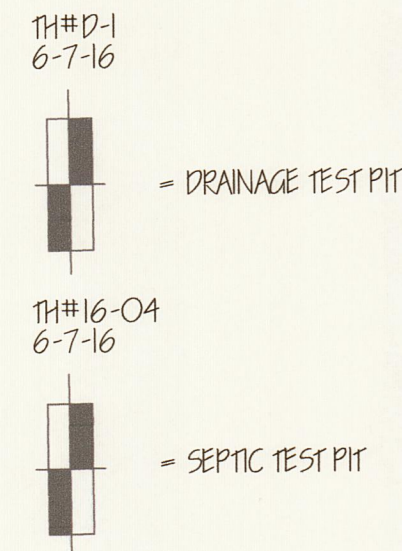 TH#D-1
6-7-16
= DRAINAGE TEST PIT
TH#16-04
6-7-16
= SEPTIC TEST PIT